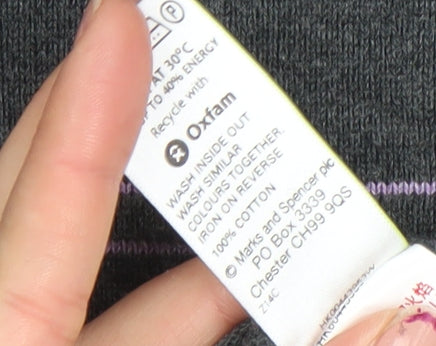 P
AT 30°C
TO 40% ENERGY
Recycle with
Oxfam
WASH INSIDE OUT
WASH SIMILAR
COLOURS TOGETHER.
IRON ON REVERSE
100% COTTON
© Marks and Spencer plc
PO Box 3339
Chester CH99 9QS
Z14C